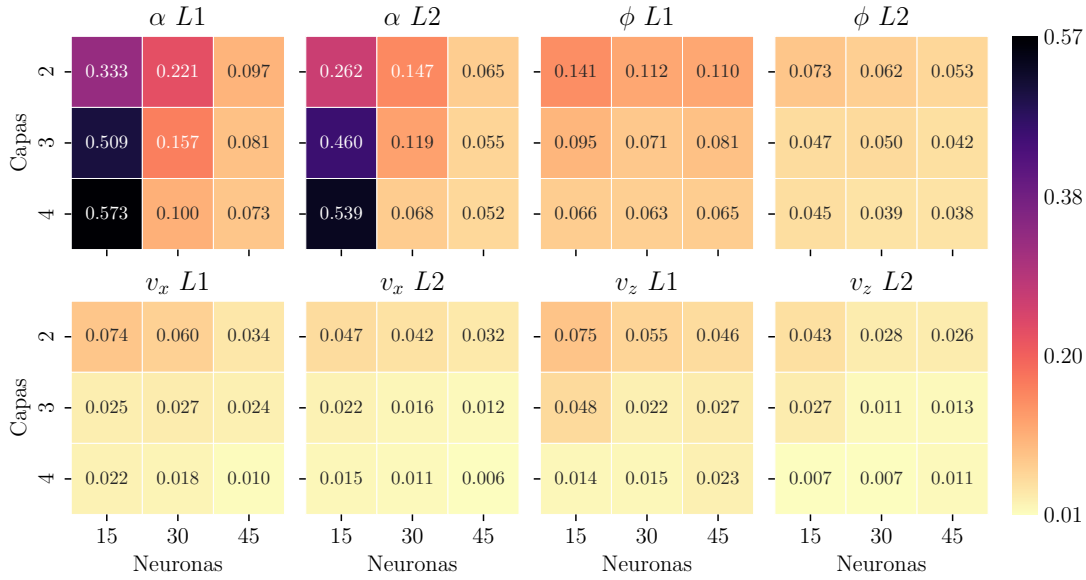 α L1 α L2 ϕ L1 ϕ L2
0.57
2 0.333 0.221 0.097 0.262 0.147 0.065 0.141 0.112 0.110 0.073 0.062 0.053
Capas
3 0.509 0.157 0.081 0.460 0.119 0.055 0.095 0.071 0.081 0.047 0.050 0.042
0.38
4 0.573 0.100 0.073 0.539 0.068 0.052 0.066 0.063 0.065 0.045 0.039 0.038
v_x L1 v_x L2 v_z L1 v_z L2
2 0.074 0.060 0.034 0.047 0.042 0.032 0.075 0.055 0.046 0.043 0.028 0.026
0.20
Capas
3 0.025 0.027 0.024 0.022 0.016 0.012 0.048 0.022 0.027 0.027 0.011 0.013
4 0.022 0.018 0.010 0.015 0.011 0.006 0.014 0.015 0.023 0.007 0.007 0.011
0.01
15 30 45 15 30 45 15 30 45 15 30 45
Neuronas Neuronas Neuronas Neuronas